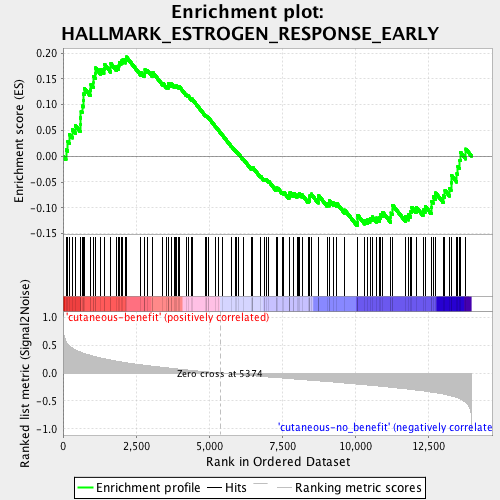 Enrichment plot:
HALLMARK_ESTROGEN_RESPONSE_EARLY
Enrichment score (ES)
0.20
0.15
0.10
0.05
0.00
-0.05
-0.10
-0.15
Ranked list metric (Signal2Noise)
1.0
0.5
0.0
-0.5
-1.0
'cutaneous-benefit' (positively correlated)
Zero cross at 5374
'cutaneous-no_benefit' (negatively correlate
0
2,500
5,000
7,500
10,000
12,500
Rank in Ordered Dataset
Enrichment profile
Hits
Ranking metric scores